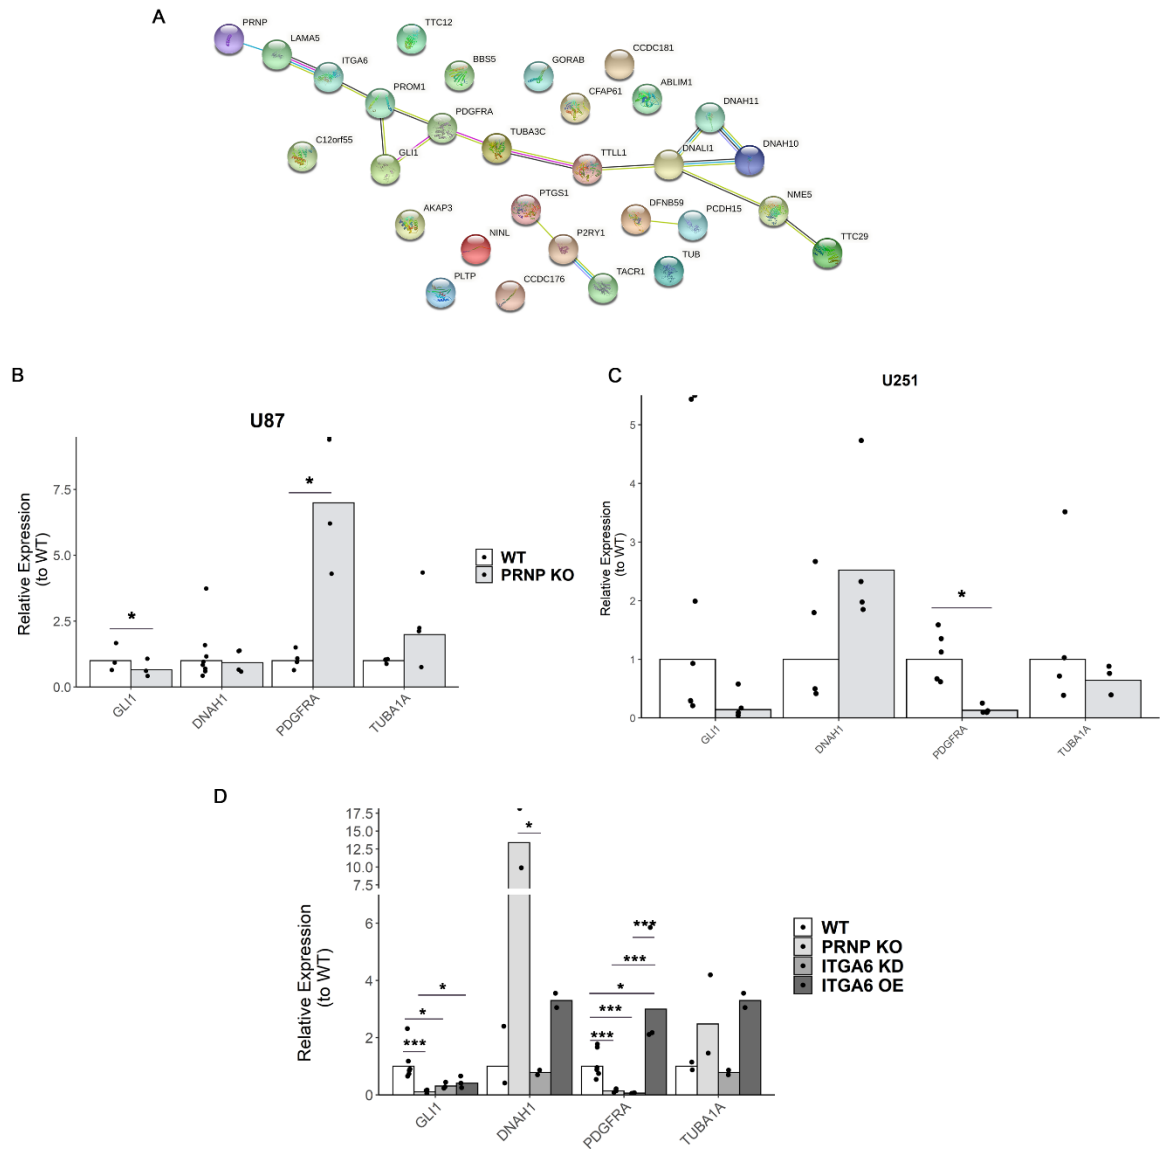 A
PRNP
TTC12
LAMA5
CCDC181
ITGA6
BBS5
GORAB
PROM1
CFAP61
ABLIM1
PDGFRA
DNAH11
C12orf55
TUBA3C
DNAH10
GLI1
TTLL1
DNALI1
PTGS1
NME5
AKAP3
DFNB59
PCDH15
NINL
P2RY1
TTC29
PLTP
CCDC176
TACR1
TUB
B
U87
Relative Expression
(to WT)
7.5
5.0
2.5
0.0
*
*
GLI1
DNAH1
PDGFRA
TUBA1A
WT
PRNP KO
C
U251
Relative Expression
(to WT)
5
4
3
2
1
0
*
GLI1
DNAH1
PDGFRA
TUBA1A
D
Relative Expression
(to WT)
17.5
15.0
12.5
10.0
7.5
6
4
2
0
*
***
***
*
*
*
***
***
***
GLI1
DNAH1
PDGFRA
TUBA1A
WT
PRNP KO
ITGA6 KD
ITGA6 OE